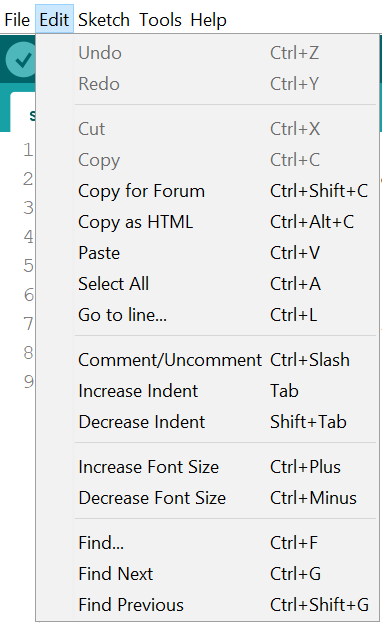 File Edit Sketch Tools Help
Undo Ctrl+Z
Redo Ctrl+Y
Cut Ctrl+X
1
Copy Ctrl+C
2
Copy for Forum Ctrl+Shift+C
3
Copy as HTML Ctrl+Alt+C
4
Paste Ctrl+V
5
Select All Ctrl+A
6
Go to line... Ctrl+L
7
Comment/Uncomment Ctrl+Slash
8
Increase Indent Tab
9
Decrease Indent Shift+Tab
Increase Font Size Ctrl+Plus
Decrease Font Size Ctrl+Minus
Find... Ctrl+F
Find Next Ctrl+G
Find Previous Ctrl+Shift+G